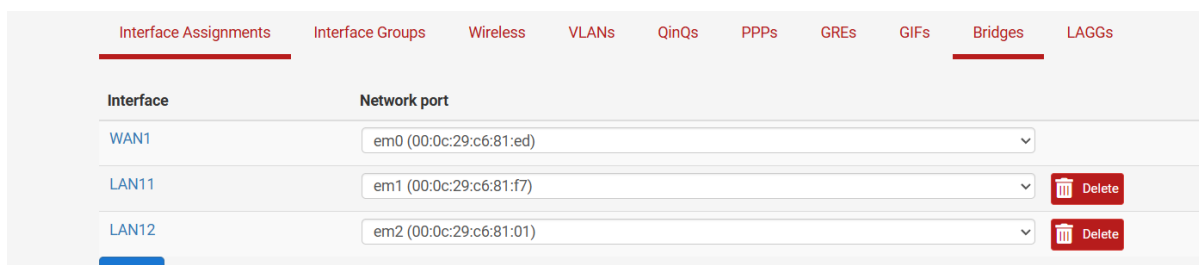 Interface Assignments Interface Groups Wireless VLANs QinQs PPPs GREs GIFs Bridges LAGGs
Interface Network port
WAN1 em0 (00:0c:29:c6:81:ed)
LAN11 em1 (00:0c:29:c6:81:f7) Delete
LAN12 em2 (00:0c:29:c6:81:01) Delete